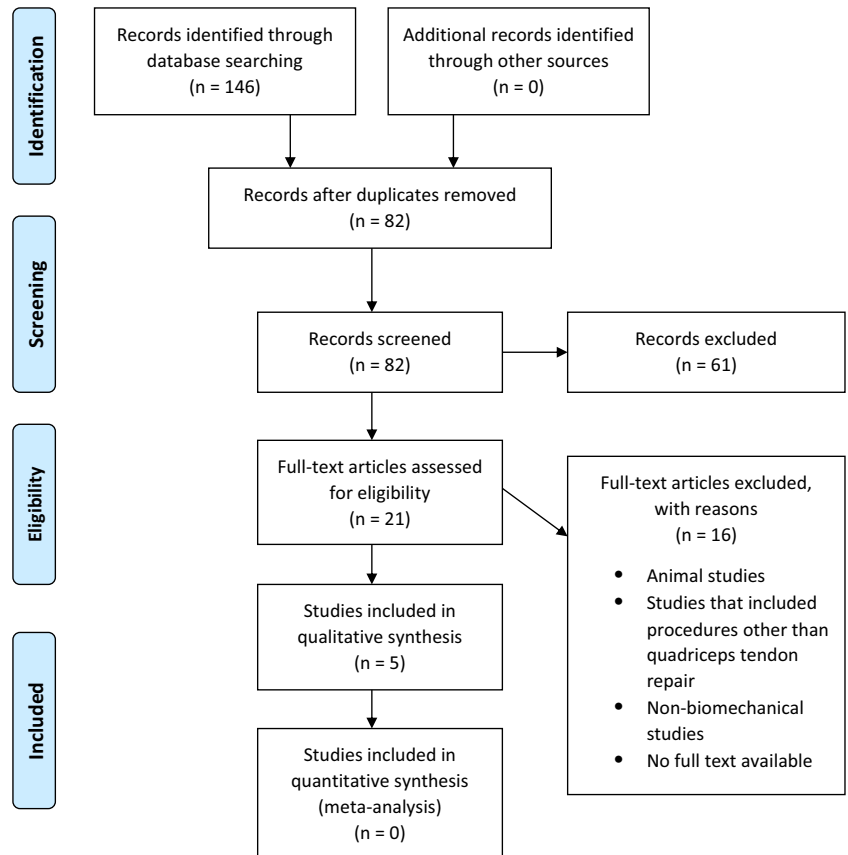 Identification
Records identified through
database searching
(n = 146)
Additional records identified
through other sources
(n = 0)
Records after duplicates removed
(n = 82)
Screening
Records screened
(n = 82)
Records excluded
(n = 61)
Eligibility
Full-text articles assessed
for eligibility
(n = 21)
Full-text articles excluded,
with reasons
(n = 16)
• Animal studies
• Studies that included
procedures other than
quadriceps tendon
repair
• Non-biomechanical
studies
• No full text available
Studies included in
qualitative synthesis
(n = 5)
Included
Studies included in
quantitative synthesis
(meta-analysis)
(n = 0)